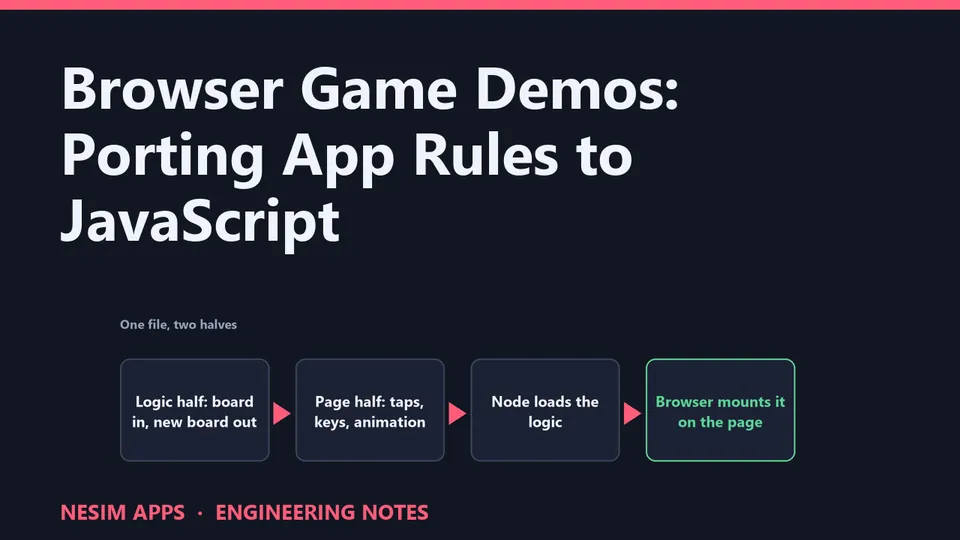 Browser Game Demos:
Porting App Rules to
JavaScript
One file, two halves
Logic half: board
in, new board out
Page half: taps,
keys, animation
Node loads the
logic
Browser mounts it
on the page
NESIM APPS · ENGINEERING NOTES